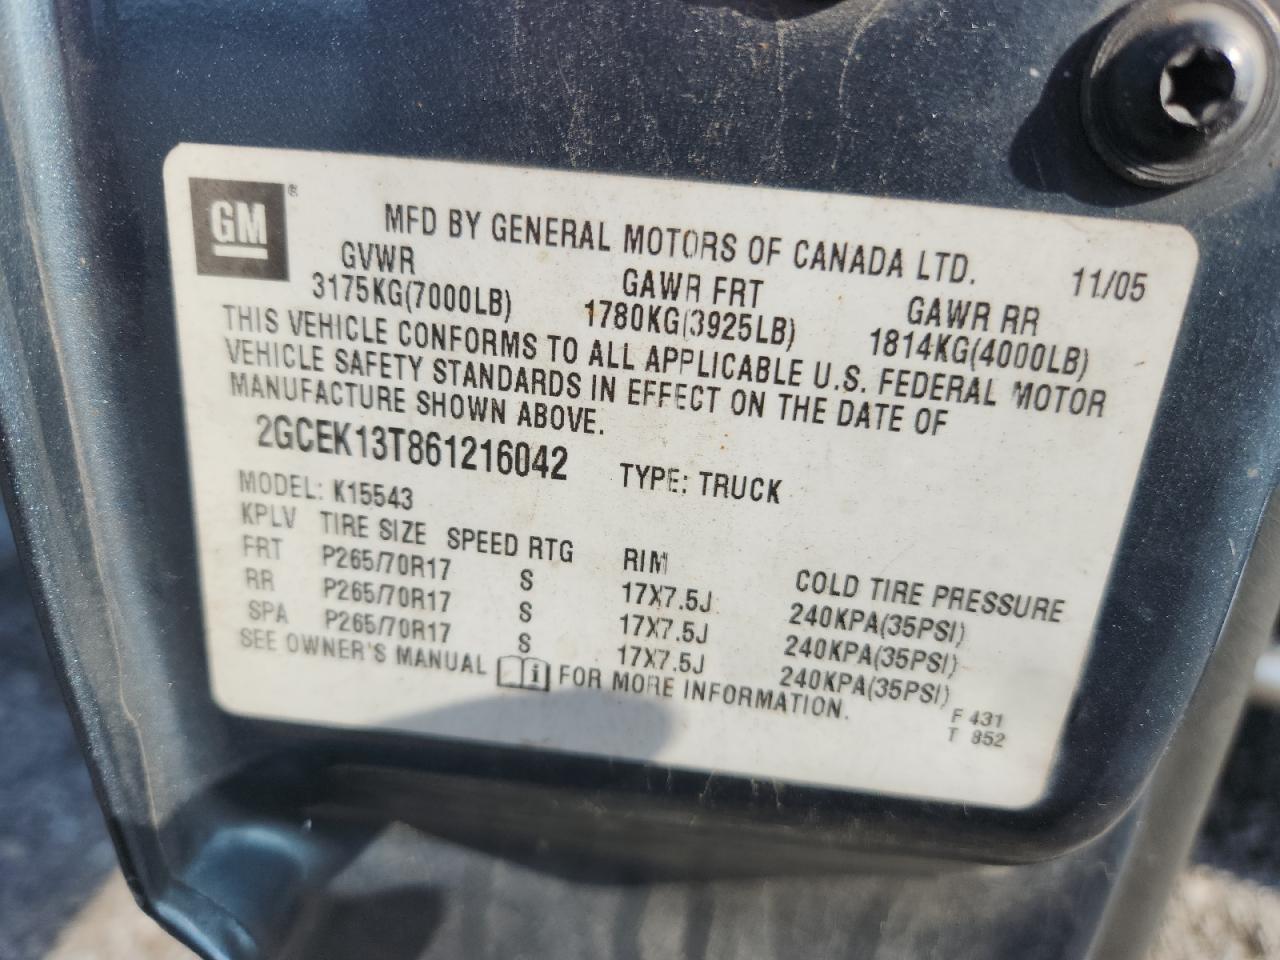 GM ®
MFD BY GENERAL MOTORS OF CANADA LTD. 11/05
GVWR GAWR FRT GAWR RR
3175KG(7000LB) 1780KG(3925LB) 1814KG(4000LB)
THIS VEHICLE CONFORMS TO ALL APPLICABLE U.S. FEDERAL MOTOR
VEHICLE SAFETY STANDARDS IN EFFECT ON THE DATE OF
MANUFACTURE SHOWN ABOVE.
2GCEK13T861216042 TYPE: TRUCK
MODEL: K15543
KPLV TIRE SIZE SPEED RTG RIM COLD TIRE PRESSURE
FRT P265/70R17 S 17X7.5J 240KPA(35PSI)
RR P265/70R17 S 17X7.5J 240KPA(35PSI)
SPA P265/70R17 S 17X7.5J 240KPA(35PSI)
SEE OWNER'S MANUAL i FOR MORE INFORMATION.
F 431
T 852